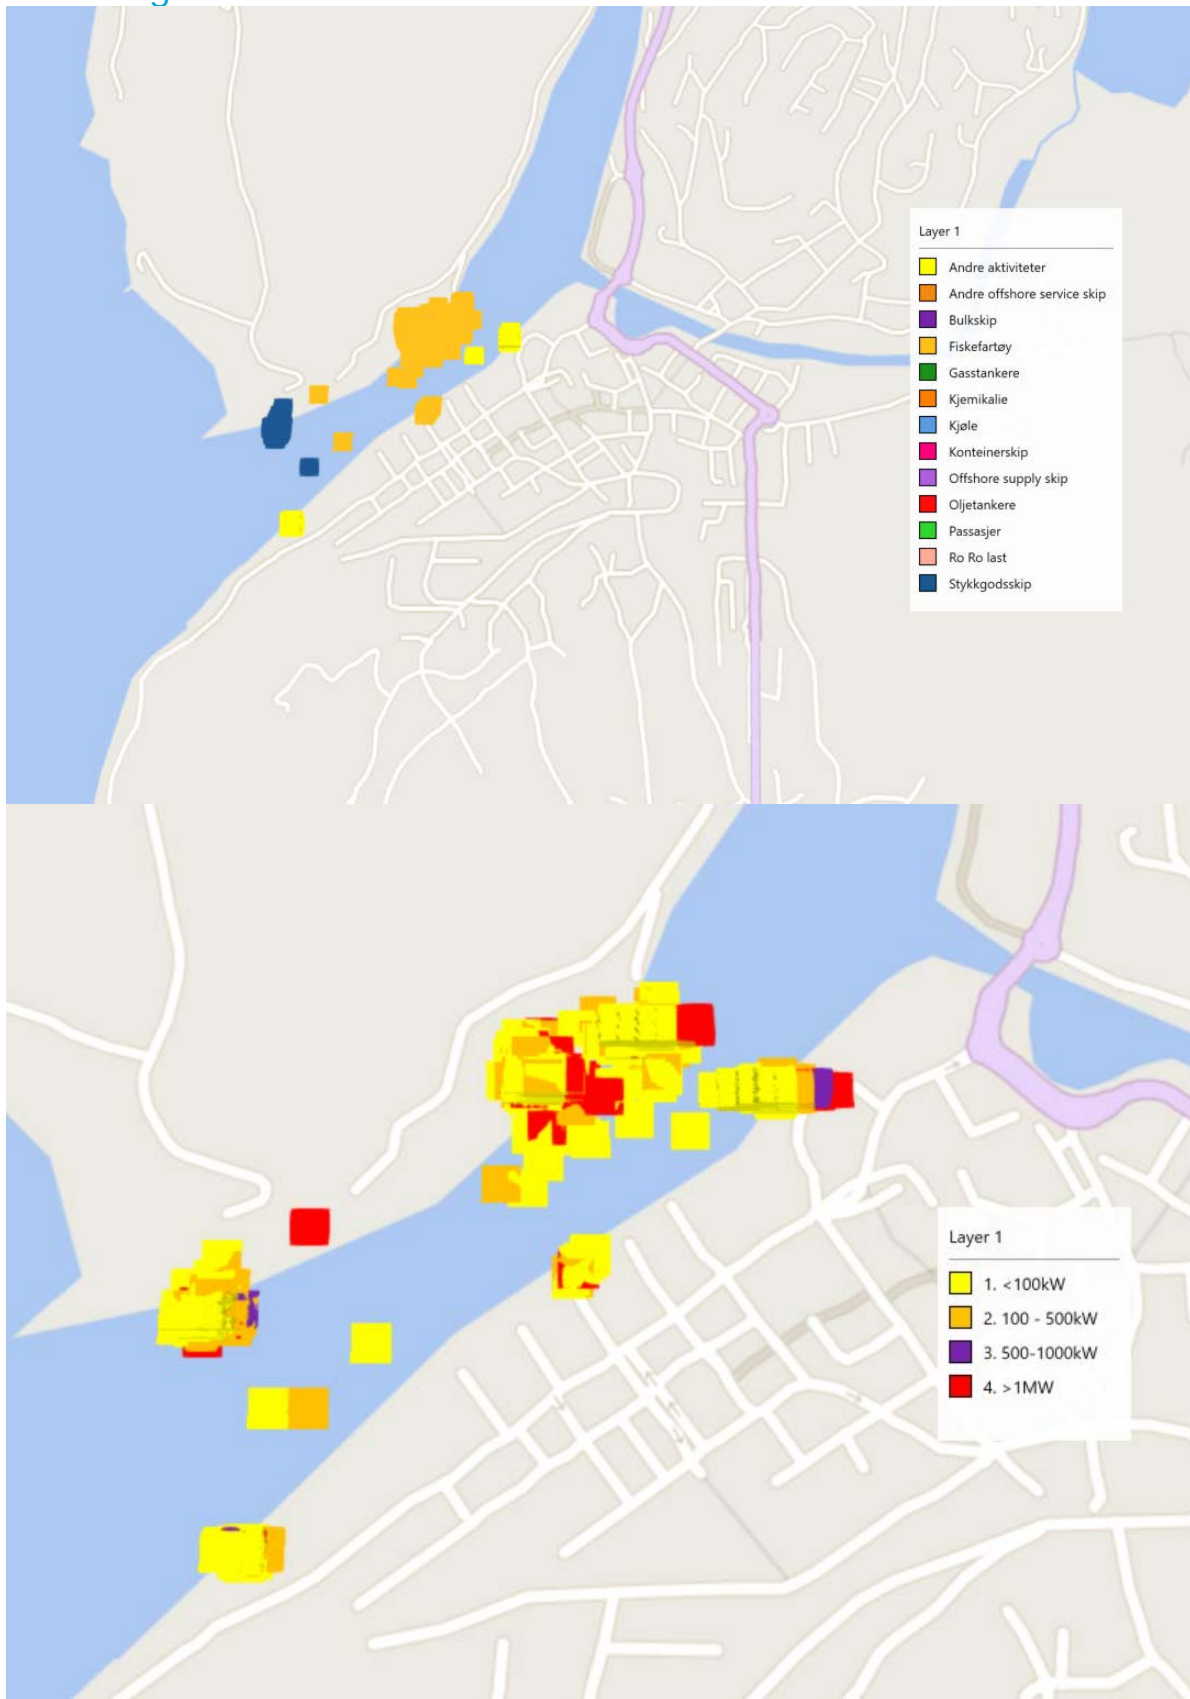 Layer 1
Andre aktiviteter
Andre offshore service skip
Bulkskip
Fiskefartøy
Gasstankere
Kjemikalie
Kjøle
Konteinerskip
Offshore supply skip
Oljetankere
Passasjer
Ro Ro last
Stykkgodsskip
Layer 1
1. <100kW
2. 100 - 500kW
3. 500-1000kW
4. >1MW